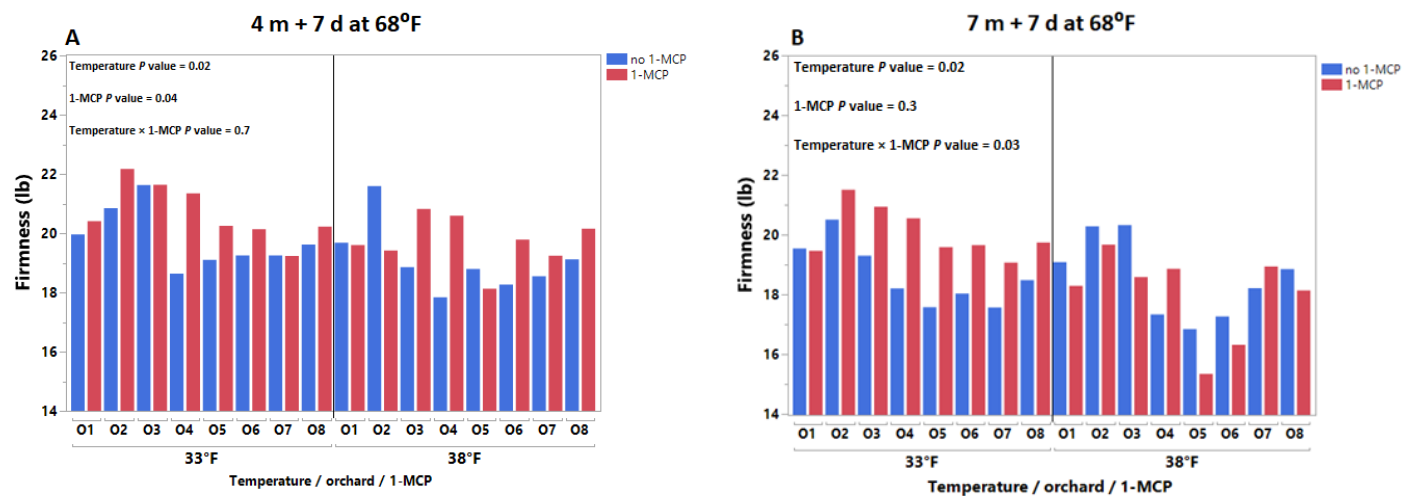 4 m + 7 d at 68°F
A
no 1-MCP
1-MCP
Temperature P value = 0.02
1-MCP P value = 0.04
Temperature × 1-MCP P value = 0.7
Firmness (lb)
26
24
22
20
18
16
14
O1 O2 O3 O4 O5 O6 O7 O8 O1 O2 O3 O4 O5 O6 O7 O8
33°F 38°F
Temperature / orchard / 1-MCP
7 m + 7 d at 68°F
B
no 1-MCP
1-MCP
Temperature P value = 0.02
1-MCP P value = 0.3
Temperature × 1-MCP P value = 0.03
Firmness (lb)
26
24
22
20
18
16
14
O1 O2 O3 O4 O5 O6 O7 O8 O1 O2 O3 O4 O5 O6 O7 O8
33°F 38°F
Temperature / orchard / 1-MCP